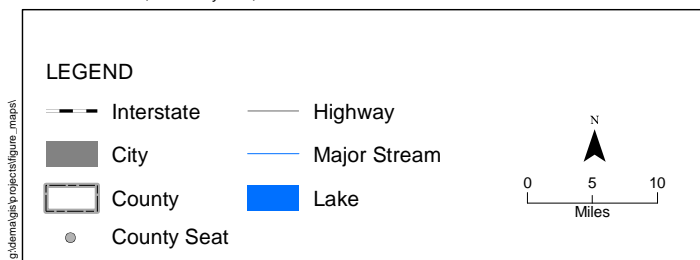 LEGEND
Interstate
Highway
City
Major Stream
County
Lake
County Seat
N
0 5 10
Miles
g:\dema\gis\projects\figure_maps\